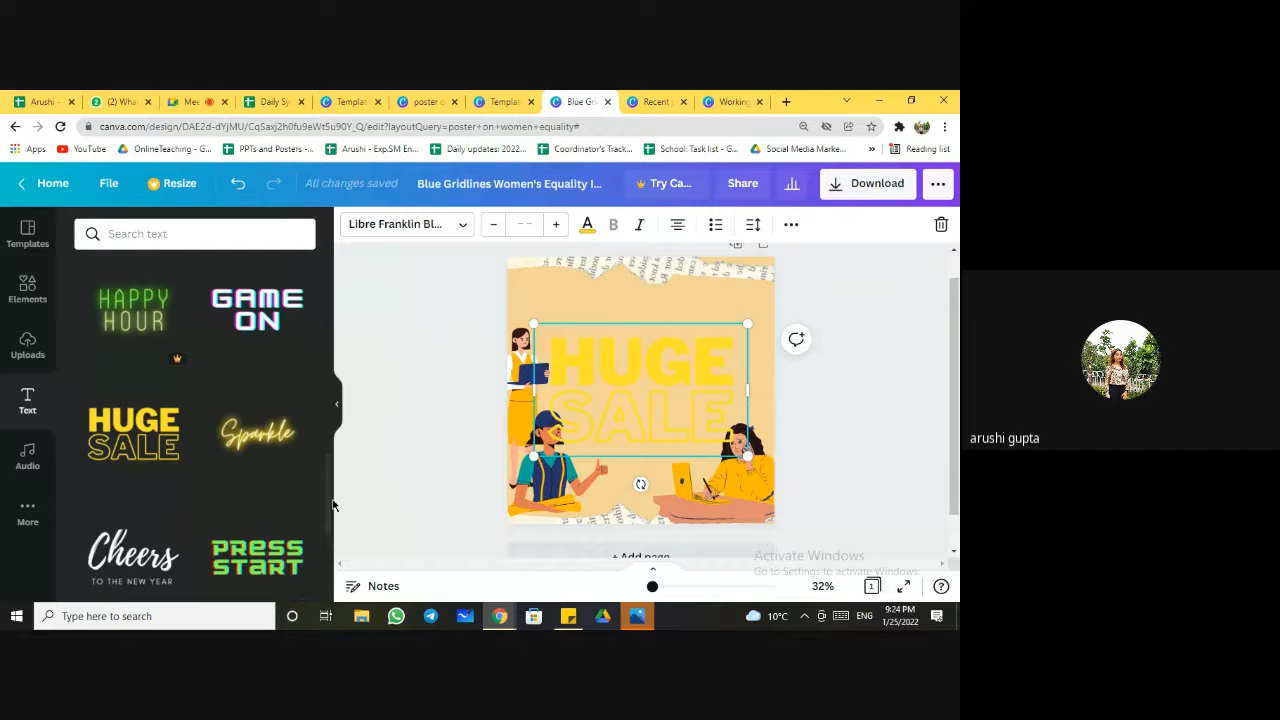 Arushi -
(2) Wha
Mee
Daily Sy
Templat
poster o
Templat
Blue Gri
Recent
Working
canva.com/design/DAE2d-dYjMU/CqSaxj2h0fu9eWt5u90Y_Q/edit?layoutQuery=poster+on+women+equality#
Apps
YouTube
OnlineTeaching - G...
PPTs and Posters -...
Arushi - Exp.SM En...
Daily updates: 2022...
Coordinator's Track...
School: Task list - G...
Social Media Marke...
»
Reading list
Home
File
Resize
All changes saved
Blue Gridlines Women's Equality I...
Try Ca...
Share
Download
Templates
Elements
Uploads
Text
Audio
More
Search text
HAPPY
HOUR
GAME
ON
HUGE
SALE
Sparkle
Cheers
TO THE NEW YEAR
PRESS
START
Libre Franklin Bl...
− -- +
A
B
I
HUGE
SALE
+ Add page
Activate Windows
Go to Settings to activate Windows.
Notes
32%
1
Type here to search
10°C
ENG
9:24 PM
1/25/2022
arushi gupta